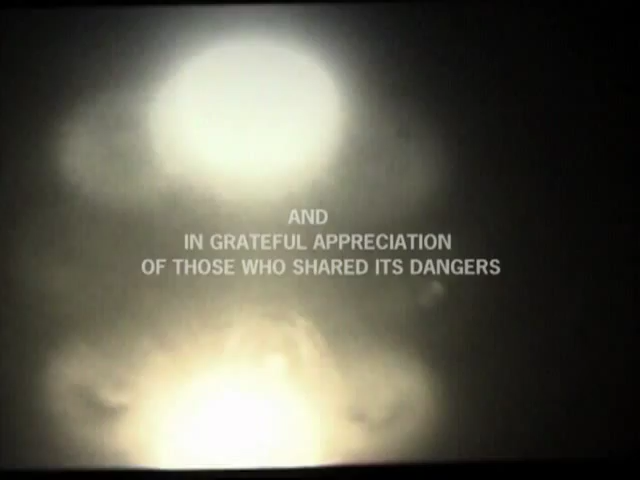 AND
IN GRATEFUL APPRECIATION
OF THOSE WHO SHARED ITS DANGERS